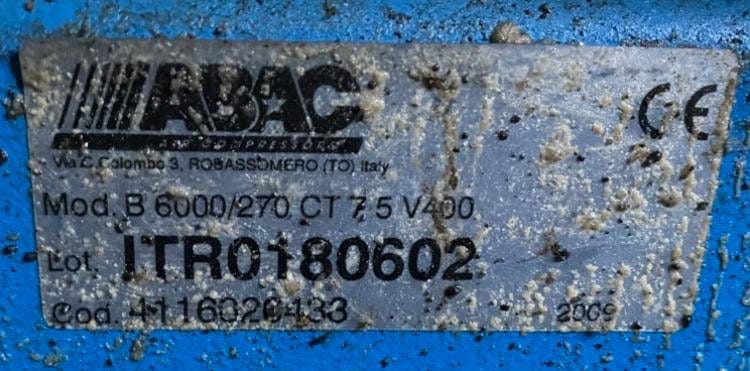 ABAC
AIR COMPRESSORS
CE
Via C.Colombo 3, ROBASSOMERO (TO) Italy
Mod. B 6000/270 CT 7,5 V400
Lot. ITR0180602
Cod. 4116020433 2009